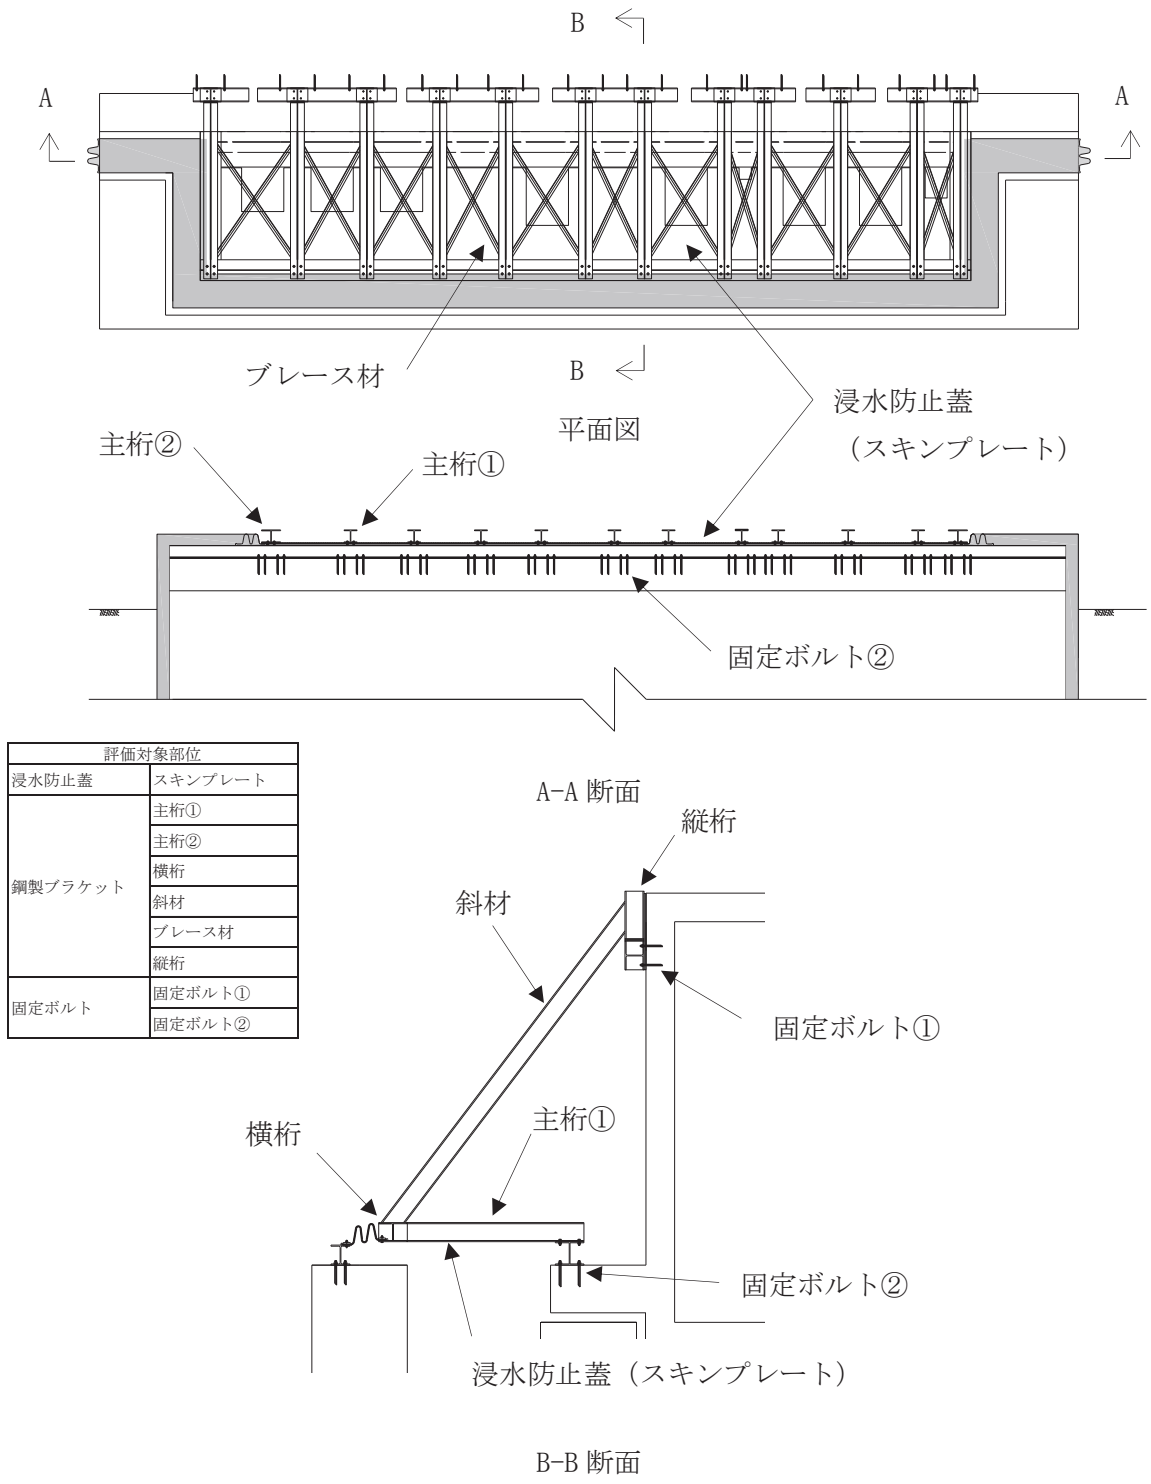 B
A
A
ブレース材
B
浸水防止蓋
（スキンプレート）
平面図
主桁②
主桁①
固定ボルト②
A-A 断面
評価対象部位
浸水防止蓋 スキンプレート
鋼製ブラケット 主桁①
主桁②
横桁
斜材
ブレース材
縦桁
固定ボルト 固定ボルト①
固定ボルト②
縦桁
斜材
固定ボルト①
主桁①
横桁
固定ボルト②
浸水防止蓋（スキンプレート）
B-B 断面